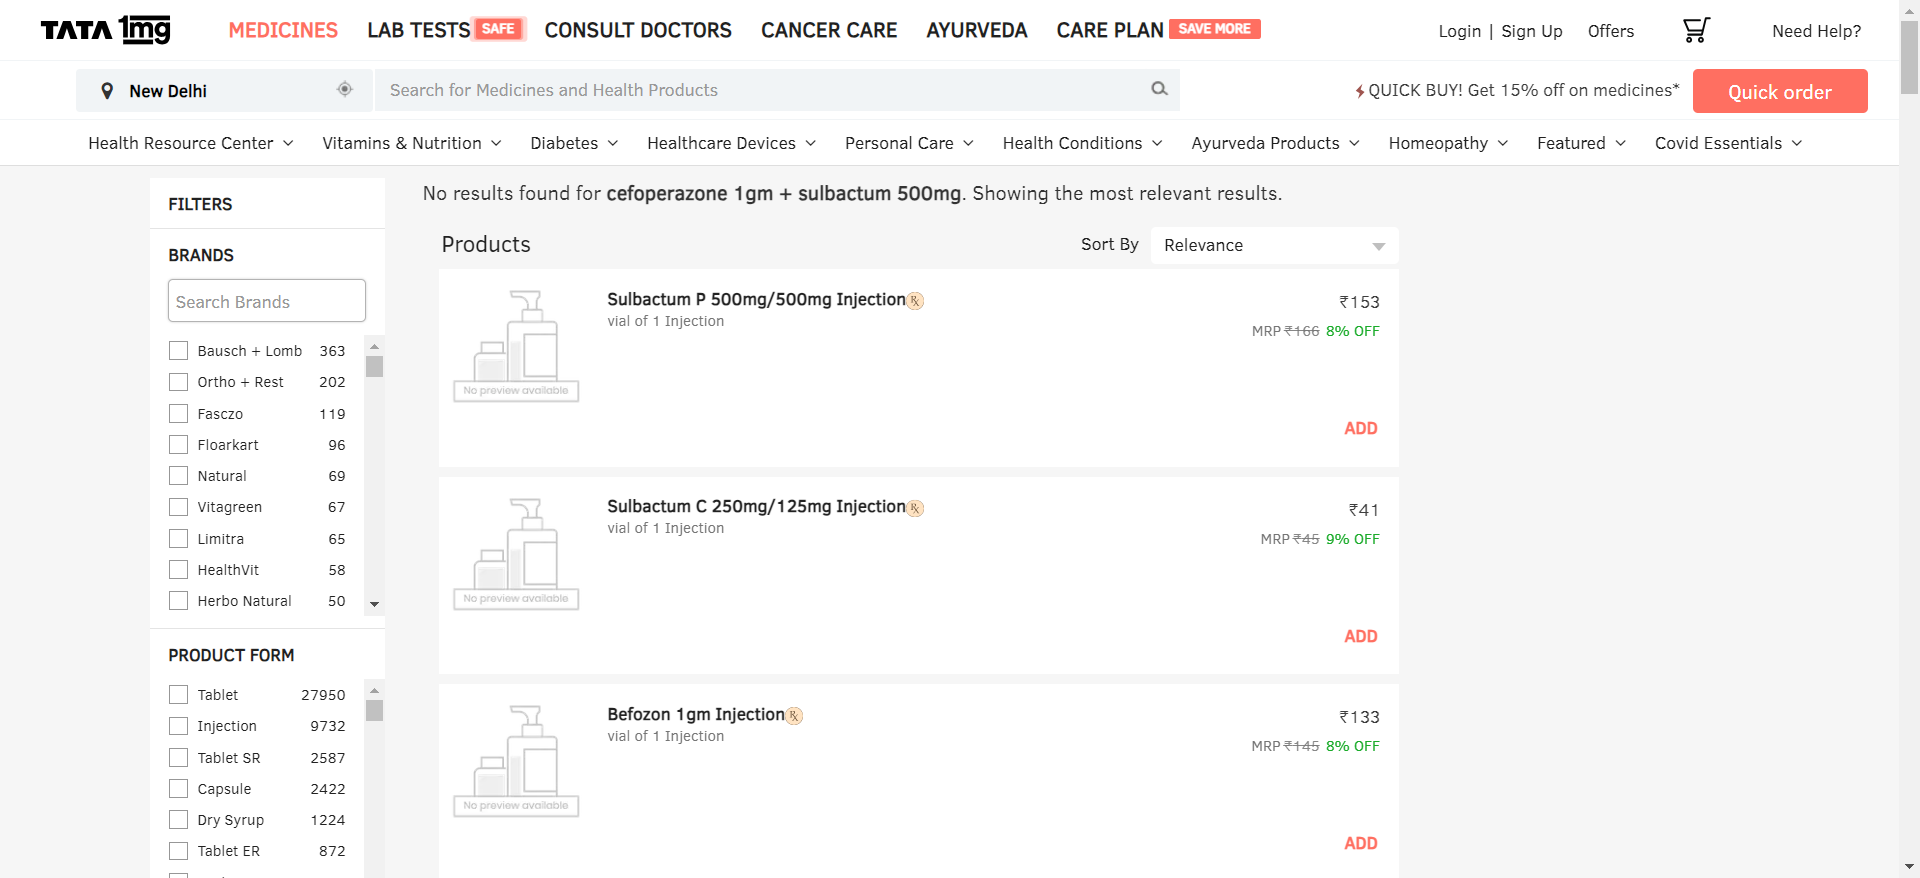 TATA 1mg
MEDICINES
LAB TESTS SAFE
CONSULT DOCTORS
CANCER CARE
AYURVEDA
CARE PLAN SAVE MORE
Login | Sign Up
Offers
Need Help?
New Delhi
Search for Medicines and Health Products
QUICK BUY! Get 15% off on medicines*
Quick order
Health Resource Center
Vitamins & Nutrition
Diabetes
Healthcare Devices
Personal Care
Health Conditions
Ayurveda Products
Homeopathy
Featured
Covid Essentials
FILTERS
BRANDS
Search Brands
Bausch + Lomb 363
Ortho + Rest 202
Fasczo 119
Floarkart 96
Natural 69
Vitagreen 67
Limitra 65
HealthVit 58
Herbo Natural 50
PRODUCT FORM
Tablet 27950
Injection 9732
Tablet SR 2587
Capsule 2422
Dry Syrup 1224
Tablet ER 872
No results found for cefoperazone 1gm + sulbactum 500mg. Showing the most relevant results.
Products
Sort By Relevance
No preview available
Sulbactum P 500mg/500mg Injection ℞
vial of 1 Injection
₹153
MRP ₹166 8% OFF
ADD
No preview available
Sulbactum C 250mg/125mg Injection ℞
vial of 1 Injection
₹41
MRP ₹45 9% OFF
ADD
No preview available
Befozon 1gm Injection ℞
vial of 1 Injection
₹133
MRP ₹145 8% OFF
ADD